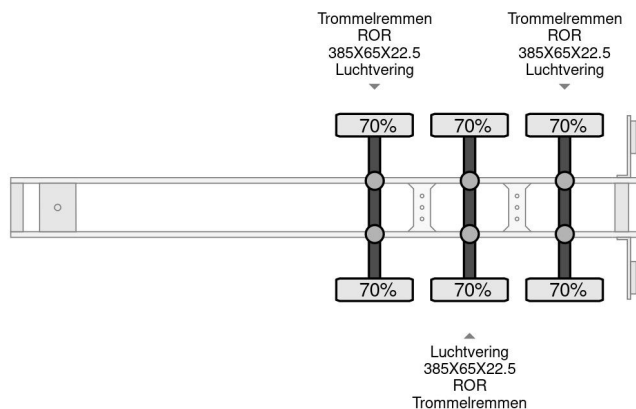 Trommelremmen
ROR
385X65X22.5
Luchtvering
Trommelremmen
ROR
385X65X22.5
Luchtvering
70% 70% 70%
70% 70% 70%
Luchtvering
385X65X22.5
ROR
Trommelremmen